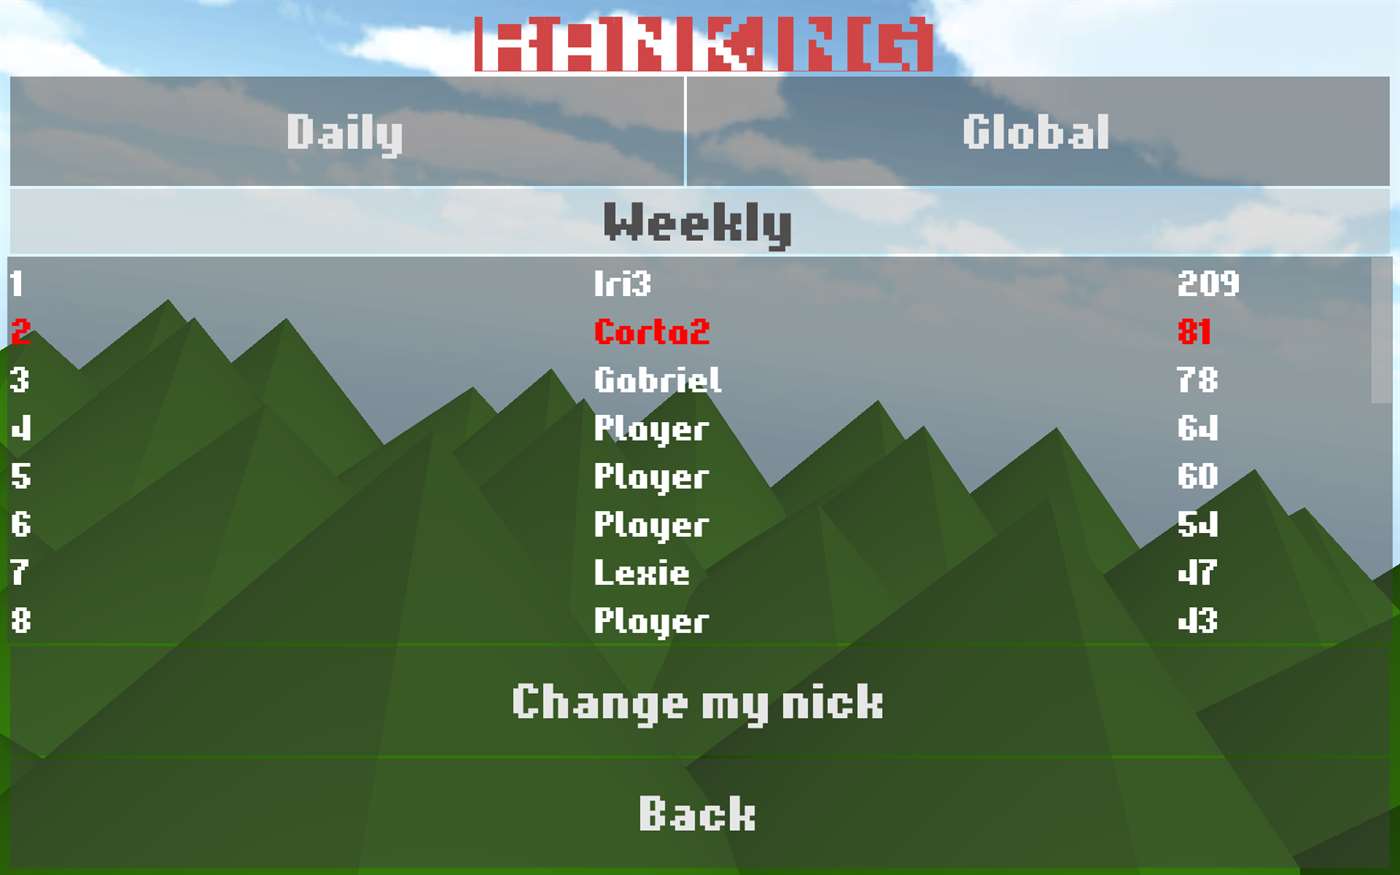 RANKING
Daily Global
Weekly
1 Iri3 209
2 Corto2 81
3 Gabriel 78
4 Player 64
5 Player 60
6 Player 54
7 Lexie 47
8 Player 43
Change my nick
Back